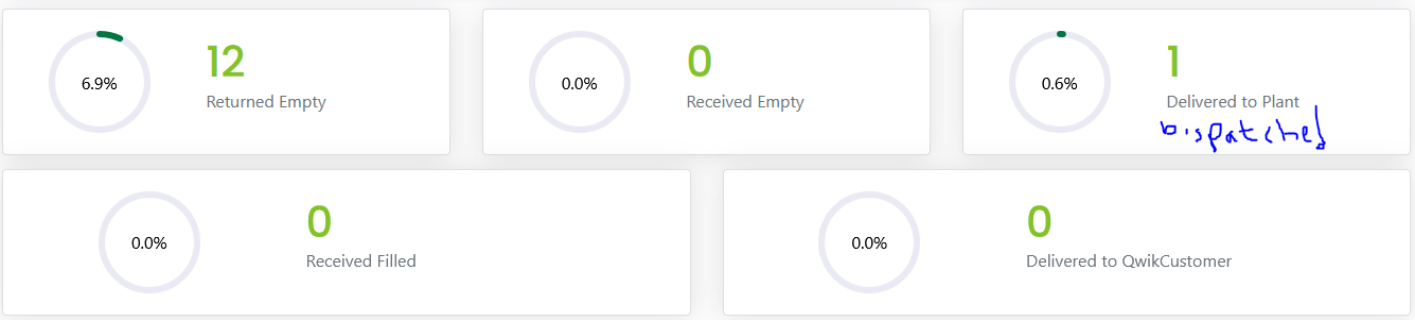 6.9%
12
Returned Empty
0.0%
0
Received Empty
0.6%
1
Delivered to Plant
Dispatched
0.0%
0
Received Filled
0.0%
0
Delivered to QwikCustomer